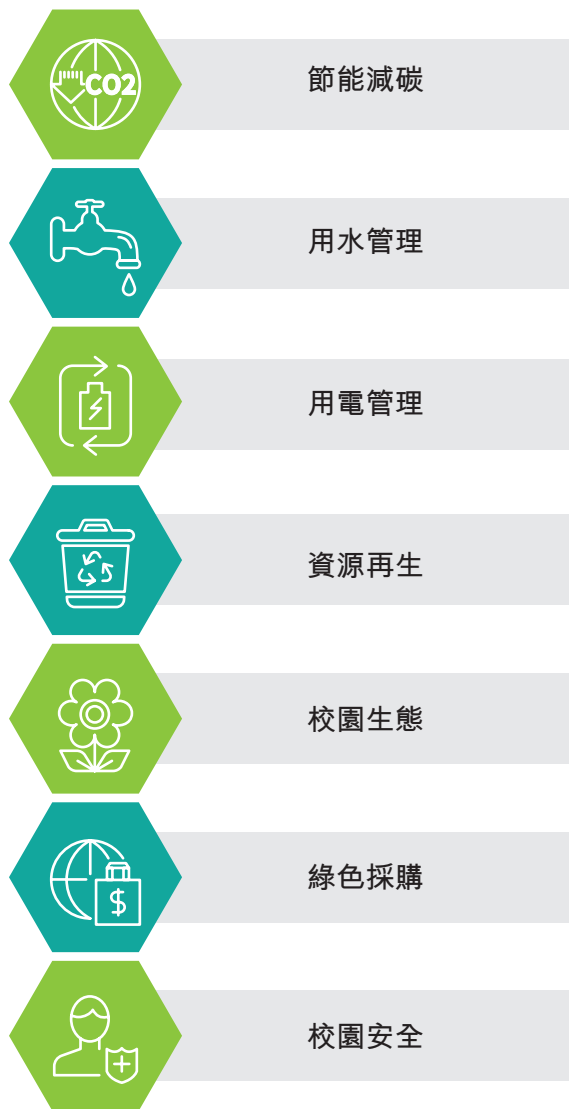 CO2
節能減碳
用水管理
用電管理
資源再生
校園生態
$
綠色採購
校園安全